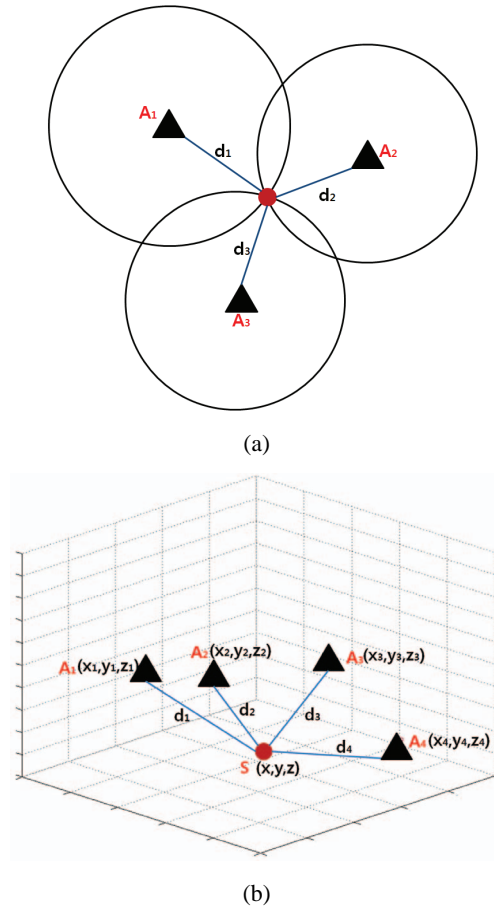 A₁
d₁
A₂
d₂
d₃
A₃
(a)
A₂(x₂,y₂,z₂)
A₁(x₁,y₁,z₁)
A₃(x₃,y₃,z₃)
d₁
d₂
d₃
A₄(x₄,y₄,z₄)
d₄
S (x,y,z)
(b)